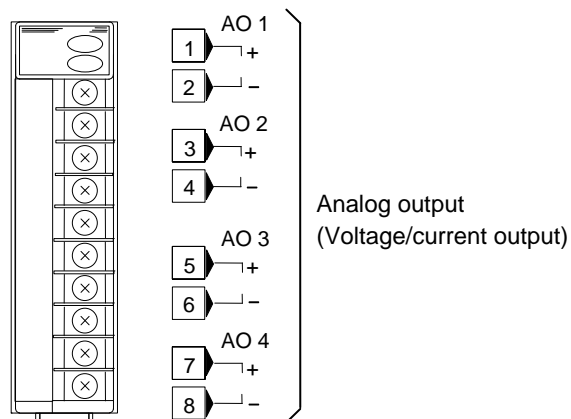 AO 1
1 +
2 −
AO 2
3 +
4 −
AO 3
5 +
6 −
AO 4
7 +
8 −
Analog output
(Voltage/current output)